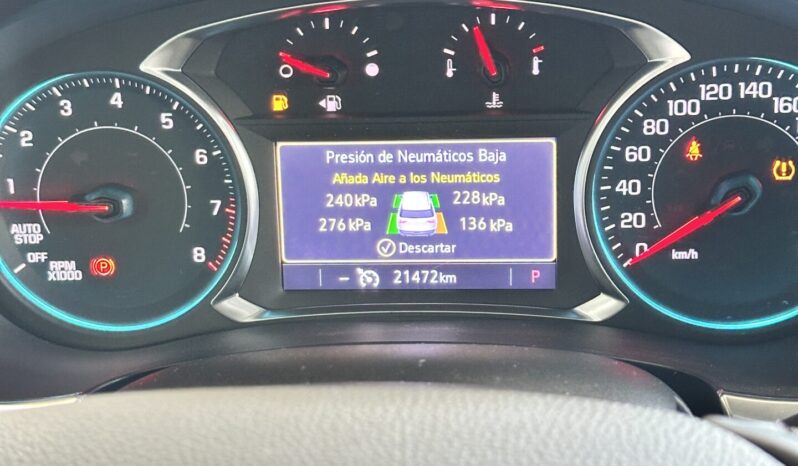 1 2 3 4 5 6 7 8
AUTO
STOP
OFF
RPM
X1000
P
Presión de Neumáticos Baja
Añada Aire a los Neumáticos
240 kPa 228 kPa
276 kPa 136 kPa
Descartar
21472 km P
0 20 40 60 80 100 120 140 160
km/h